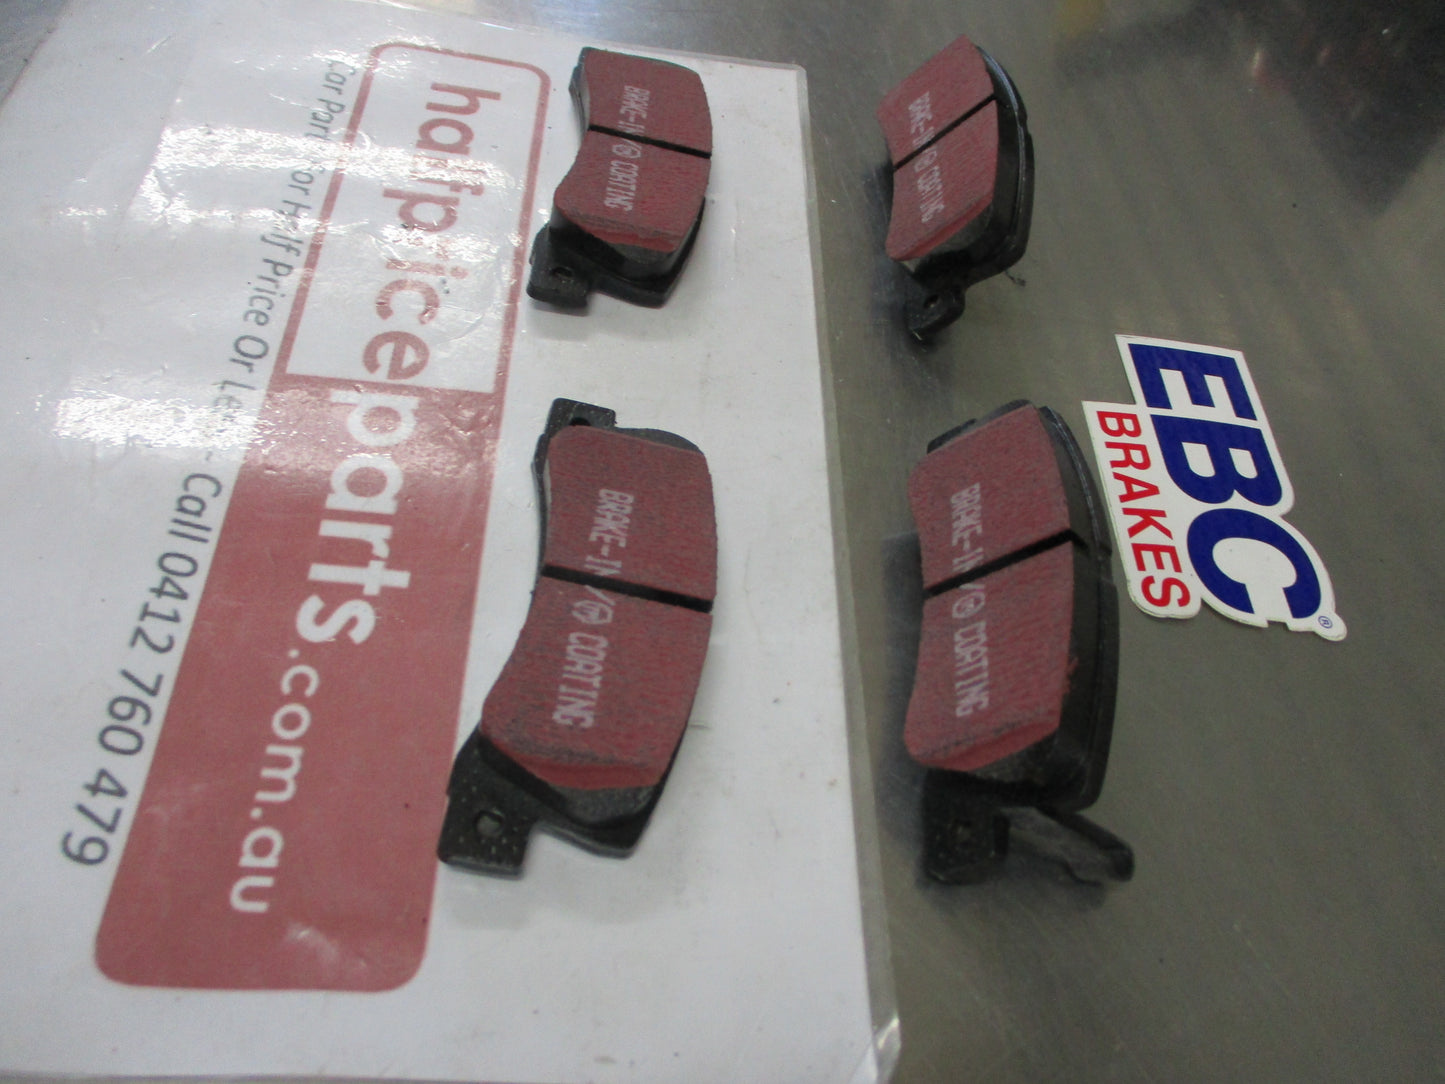 halfpriceparts.com.au
Car Parts For Half Price Or Less - Call 0412 760 479
BRAKE-IN COATING
BRAKE-IN COATING
BRAKE-IN COATING
BRAKE-IN COATING
EBC®
BRAKES